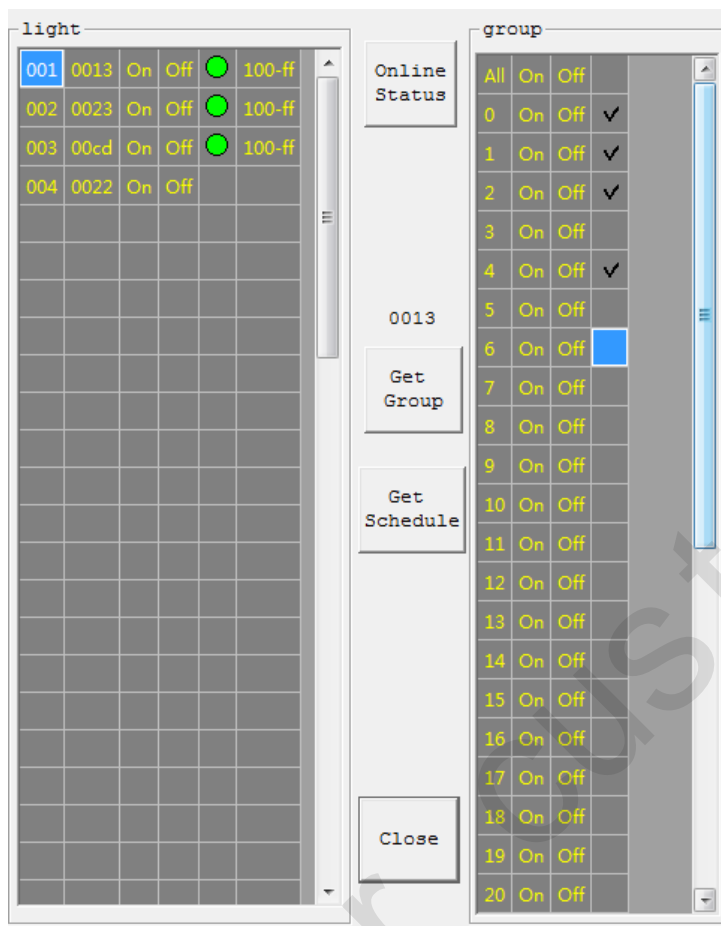 light
001 0013 On Off 100-ff
002 0023 On Off 100-ff
003 00cd On Off 100-ff
004 0022 On Off
Online
Status
0013
Get
Group
Get
Schedule
Close
group
All On Off
0 On Off
1 On Off
2 On Off
3 On Off
4 On Off
5 On Off
6 On Off
7 On Off
8 On Off
9 On Off
10 On Off
11 On Off
12 On Off
13 On Off
14 On Off
15 On Off
16 On Off
17 On Off
18 On Off
19 On Off
20 On Off
r cust